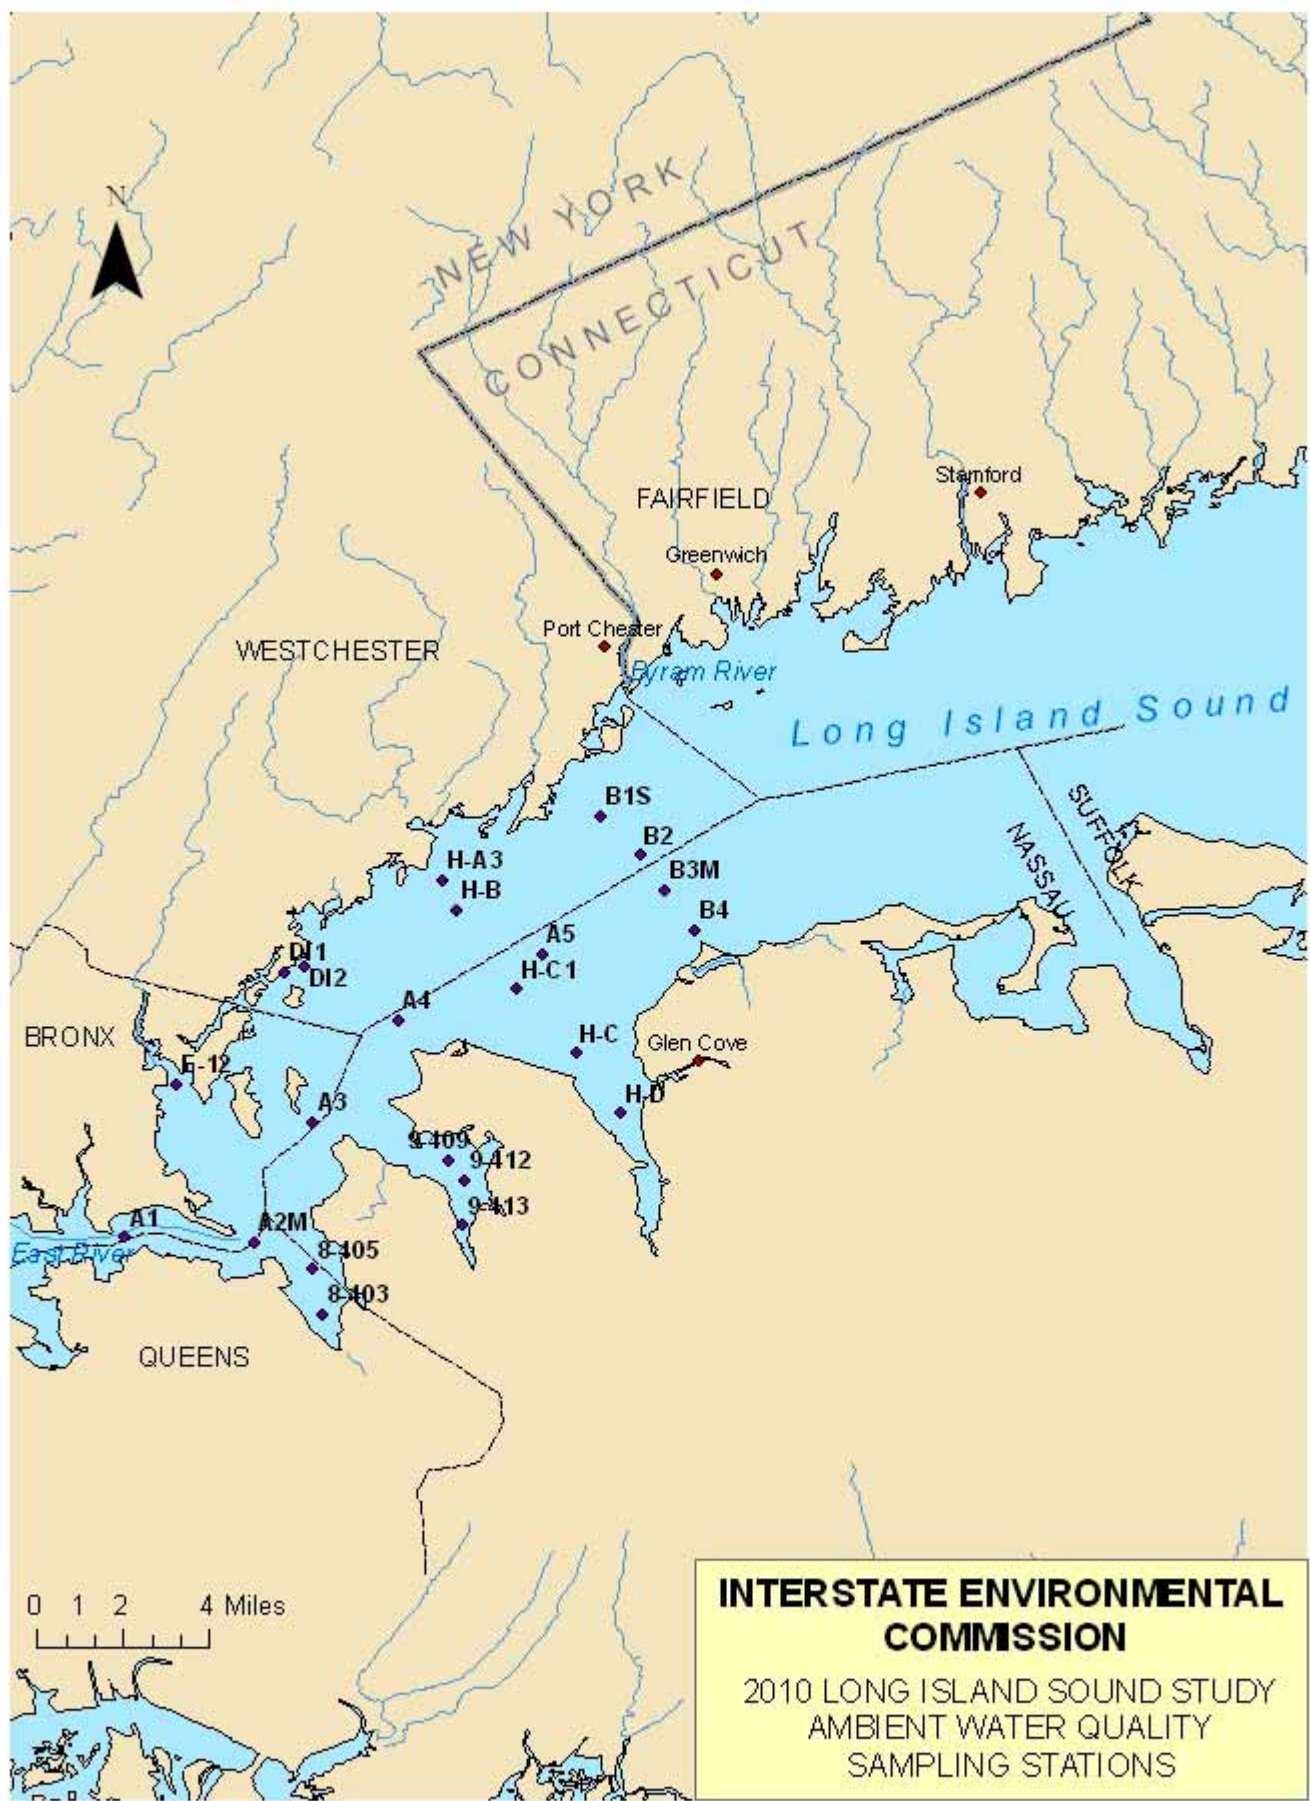 N
NEW YORK
CONNECTICUT
Stamford
FAIRFIELD
Greenwich
Port Chester
WESTCHESTER
Byram River
Long Island Sound
B1S
SUFFOLK
NASSAU
B2
H-A3
B3M
H-B
B4
A5
DI1
H-C1
DI2
A4
BRONX
H-C
Glen Cove
E-12
H-D
A3
9-409
9-412
9-413
A1
A2M
East River
8-405
8-403
QUEENS
0 1 2 4 Miles
INTERSTATE ENVIRONMENTAL
COMMISSION
2010 LONG ISLAND SOUND STUDY
AMBIENT WATER QUALITY
SAMPLING STATIONS